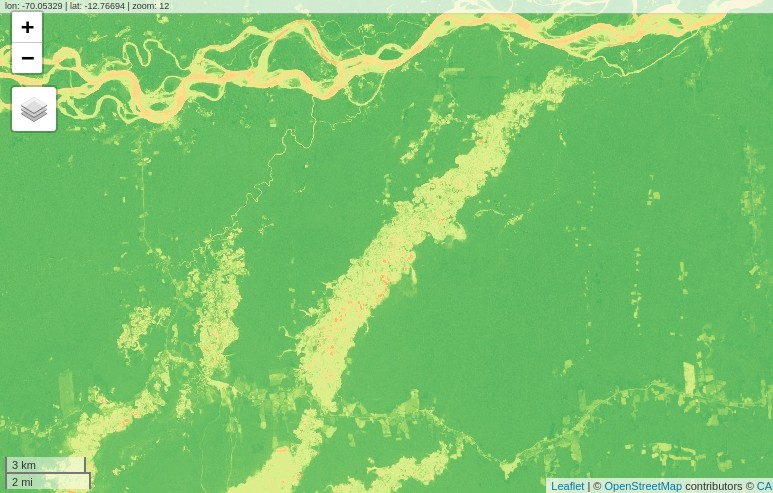 lon: -70.05329 | lat: -12.76694 | zoom: 12
+
−
3 km
2 mi
Leaflet | © OpenStreetMap contributors © CA